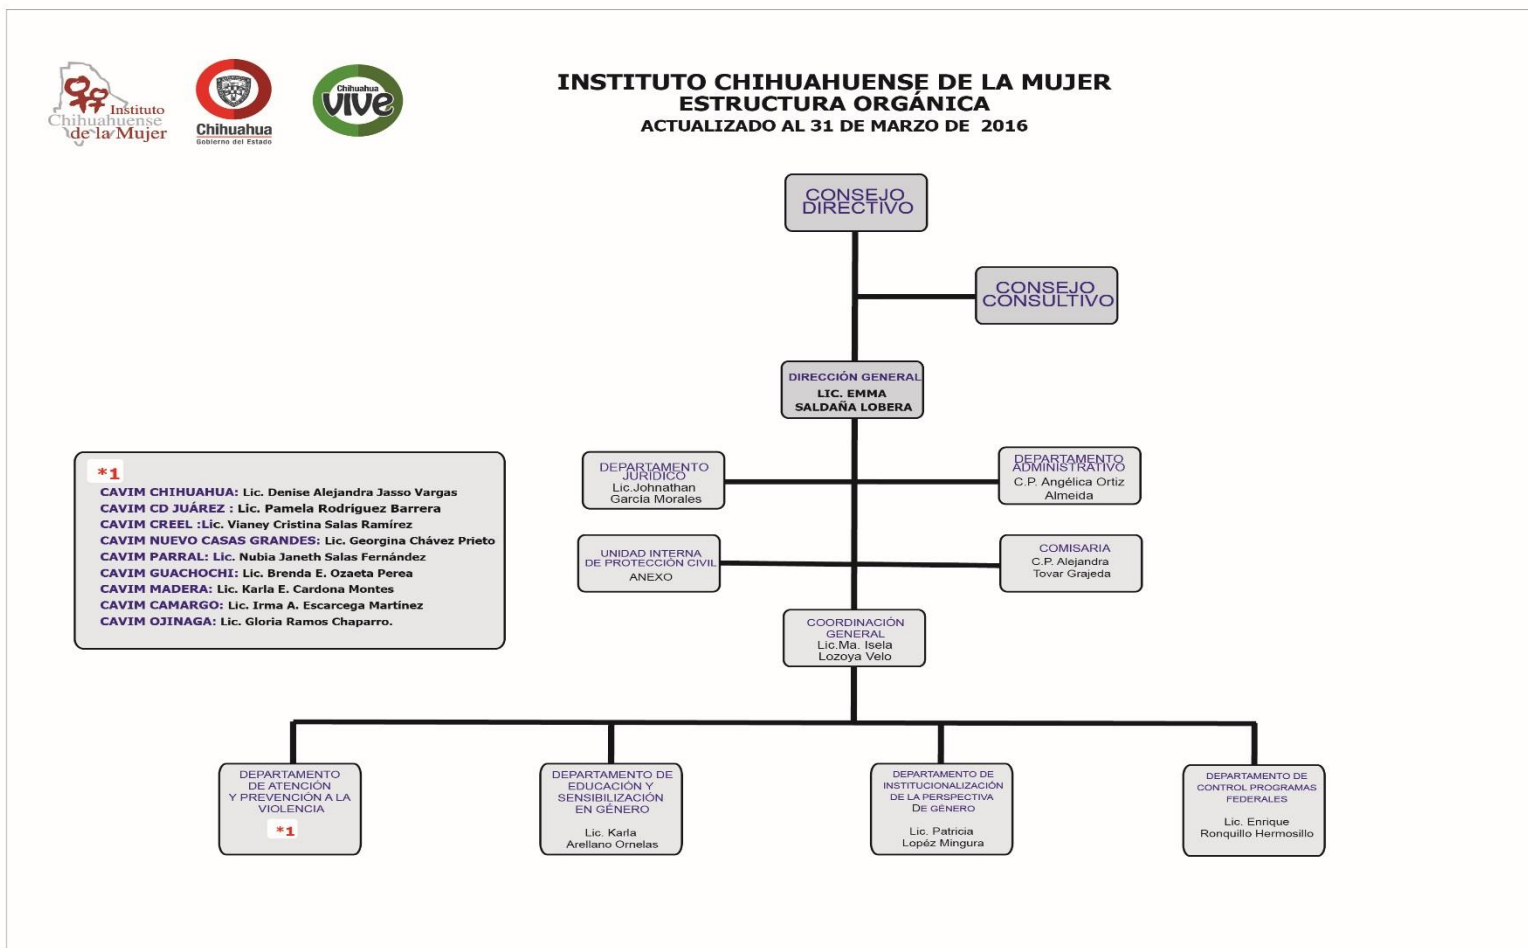 Instituto
Chihuahuense
de la Mujer
Chihuahua
Gobierno del Estado
Chihuahua
vive
INSTITUTO CHIHUAHUENSE DE LA MUJER
ESTRUCTURA ORGÁNICA
ACTUALIZADO AL 31 DE MARZO DE 2016
CONSEJO
DIRECTIVO
CONSEJO
CONSULTIVO
DIRECCIÓN GENERAL
LIC. EMMA
SALDAÑA LOBERA
DEPARTAMENTO
JURÍDICO
Lic.Johnathan
García Morales
DEPARTAMENTO
ADMINISTRATIVO
C.P. Angélica Ortiz
Almeida
UNIDAD INTERNA
DE PROTECCIÓN CIVIL
ANEXO
COMISARIA
C.P. Alejandra
Tovar Grajeda
COORDINACIÓN
GENERAL
Lic.Ma. Isela
Lozoya Velo
*1
CAVIM CHIHUAHUA: Lic. Denise Alejandra Jasso Vargas
CAVIM CD JUÁREZ : Lic. Pamela Rodríguez Barrera
CAVIM CREEL :Lic. Vianey Cristina Salas Ramírez
CAVIM NUEVO CASAS GRANDES: Lic. Georgina Chávez Prieto
CAVIM PARRAL: Lic. Nubia Janeth Salas Fernández
CAVIM GUACHOCHI: Lic. Brenda E. Ozaeta Perea
CAVIM MADERA: Lic. Karla E. Cardona Montes
CAVIM CAMARGO: Lic. Irma A. Escarcega Martínez
CAVIM OJINAGA: Lic. Gloria Ramos Chaparro.
DEPARTAMENTO
DE ATENCIÓN
Y PREVENCIÓN A LA
VIOLENCIA
*1
DEPARTAMENTO DE
EDUCACIÓN Y
SENSIBILIZACIÓN
EN GÉNERO
Lic. Karla
Arellano Ornelas
DEPARTAMENTO DE
INSTITUCIONALIZACIÓN
DE LA PERSPECTIVA
DE GÉNERO
Lic. Patricia
Lopéz Mingura
DEPARTAMENTO DE
CONTROL PROGRAMAS
FEDERALES
Lic. Enrique
Ronquillo Hermosillo